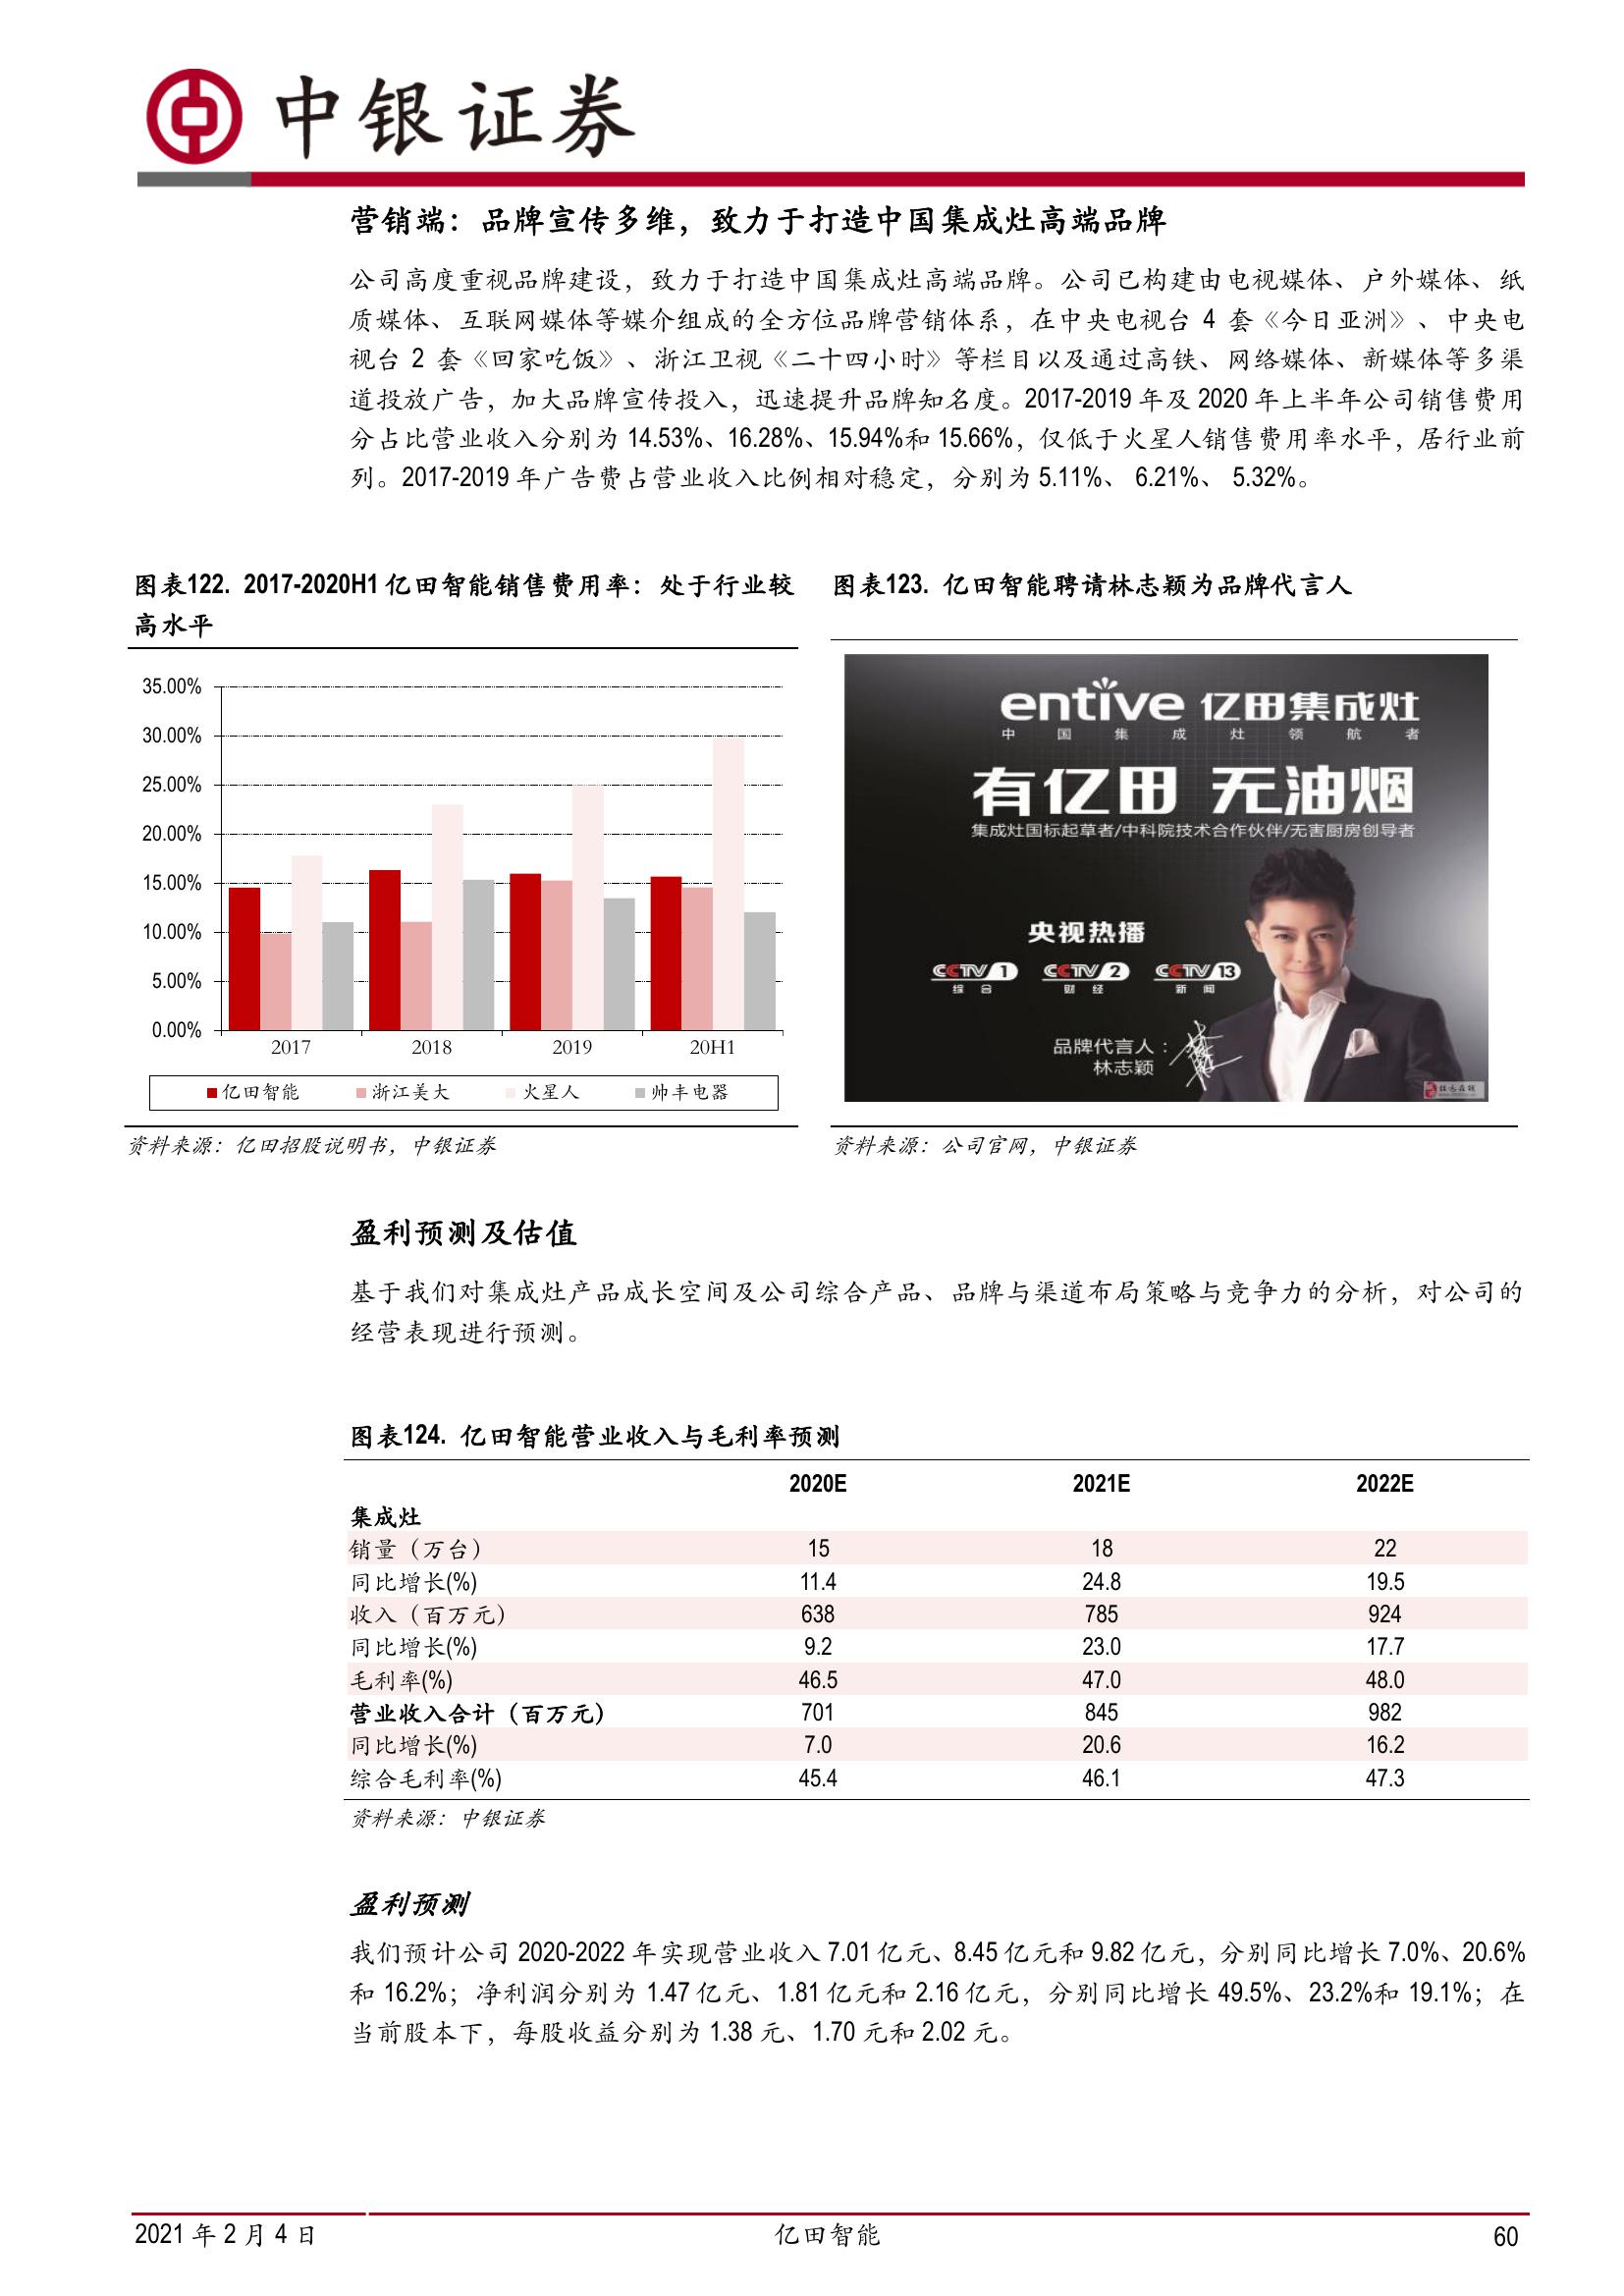 中银证券
营销端：品牌宣传多维，致力于打造中国集成灶高端品牌
公司高度重视品牌建设，致力于打造中国集成灶高端品牌。公司已构建由电视媒体、户外媒体、纸
质媒体、互联网媒体等媒介组成的全方位品牌营销体系，在中央电视台 4 套《今日亚洲》、中央电
视台 2 套《回家吃饭》、浙江卫视《二十四小时》等栏目以及通过高铁、网络媒体、新媒体等多渠
道投放广告，加大品牌宣传投入，迅速提升品牌知名度。2017-2019 年及 2020 年上半年公司销售费用
分占比营业收入分别为 14.53%、16.28%、15.94%和 15.66%，仅低于火星人销售费用率水平，居行业前
列。2017-2019 年广告费占营业收入比例相对稳定，分别为 5.11%、 6.21%、 5.32%。
图表122. 2017-2020H1 亿田智能销售费用率：处于行业较
高水平
35.00%
30.00%
25.00%
20.00%
15.00%
10.00%
5.00%
0.00%
2017 2018 2019 20H1
亿田智能 浙江美大 火星人 帅丰电器
资料来源：亿田招股说明书，中银证券
图表123. 亿田智能聘请林志颖为品牌代言人
entive 亿田集成灶
中国集成灶领航者
有亿田 无油烟
集成灶国标起草者/中科院技术合作伙伴/无害厨房创导者
央视热播
CCTV 1 CCTV 2 CCTV 13
综合 财经 新闻
品牌代言人：
林志颖
资料来源：公司官网，中银证券
盈利预测及估值
基于我们对集成灶产品成长空间及公司综合产品、品牌与渠道布局策略与竞争力的分析，对公司的
经营表现进行预测。
图表124. 亿田智能营业收入与毛利率预测
2020E 2021E 2022E
集成灶
销量（万台） 15 18 22
同比增长(%) 11.4 24.8 19.5
收入（百万元） 638 785 924
同比增长(%) 9.2 23.0 17.7
毛利率(%) 46.5 47.0 48.0
营业收入合计（百万元） 701 845 982
同比增长(%) 7.0 20.6 16.2
综合毛利率(%) 45.4 46.1 47.3
资料来源：中银证券
盈利预测
我们预计公司 2020-2022 年实现营业收入 7.01 亿元、8.45 亿元和 9.82 亿元，分别同比增长 7.0%、20.6%
和 16.2%；净利润分别为 1.47 亿元、1.81 亿元和 2.16 亿元，分别同比增长 49.5%、23.2%和 19.1%；在
当前股本下，每股收益分别为 1.38 元、1.70 元和 2.02 元。
2021 年 2 月 4 日 亿田智能 60